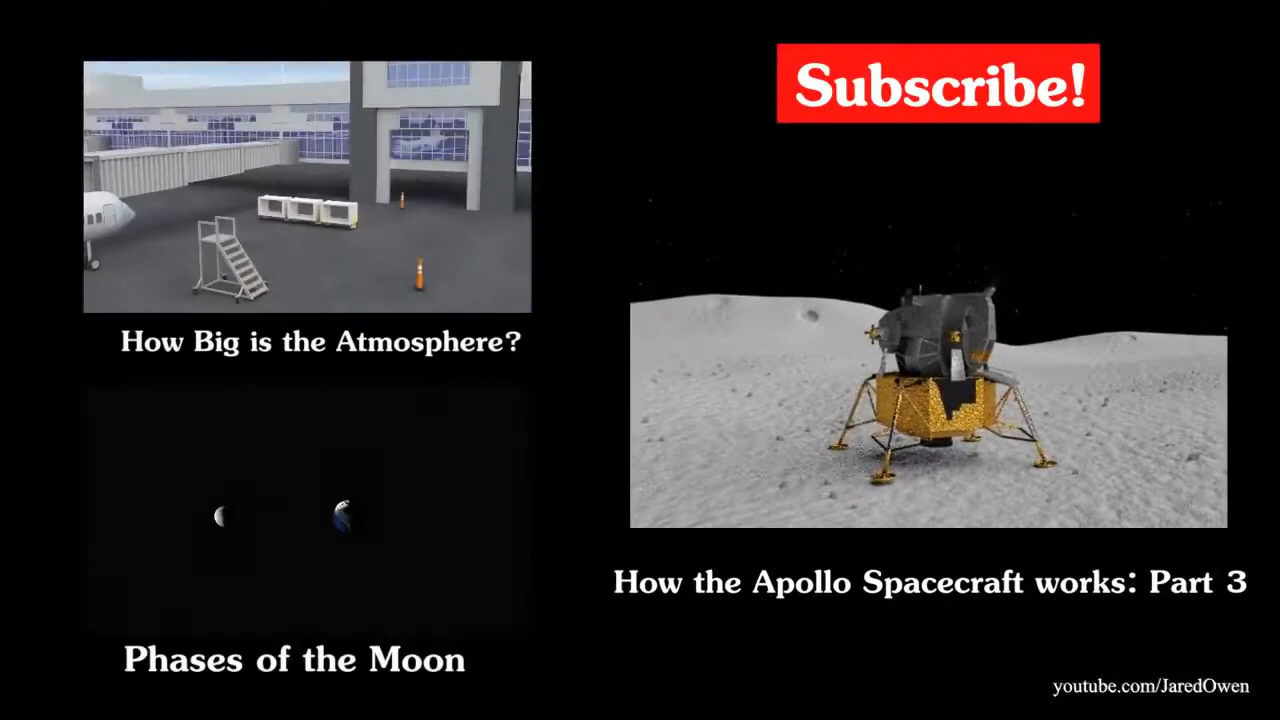 Subscribe!
How Big is the Atmosphere?
How the Apollo Spacecraft works: Part 3
Phases of the Moon
youtube.com/JaredOwen